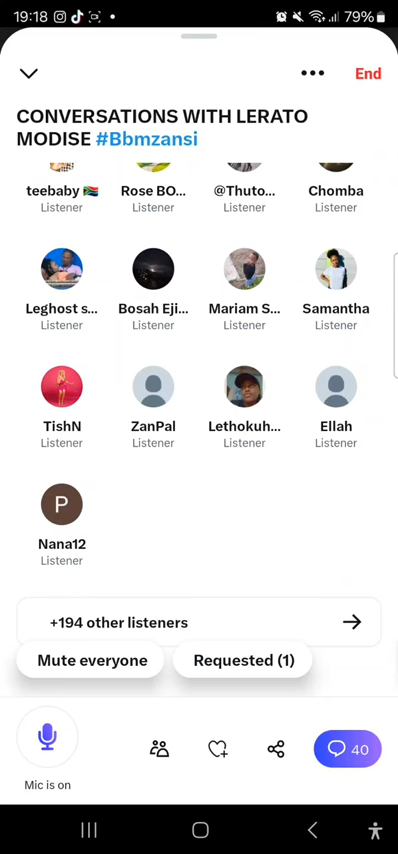 19:18 79%
End
CONVERSATIONS WITH LERATO
MODISE #Bbmzansi
teebaby 🇿🇦 Rose BO... @Thuto... Chomba
Listener Listener Listener Listener
Leghost s... Bosah Eji... Mariam S... Samantha
Listener Listener Listener Listener
TishN ZanPal Lethokuh... Ellah
Listener Listener Listener Listener
P
Nana12
Listener
+194 other listeners
Mute everyone Requested (1)
40
Mic is on